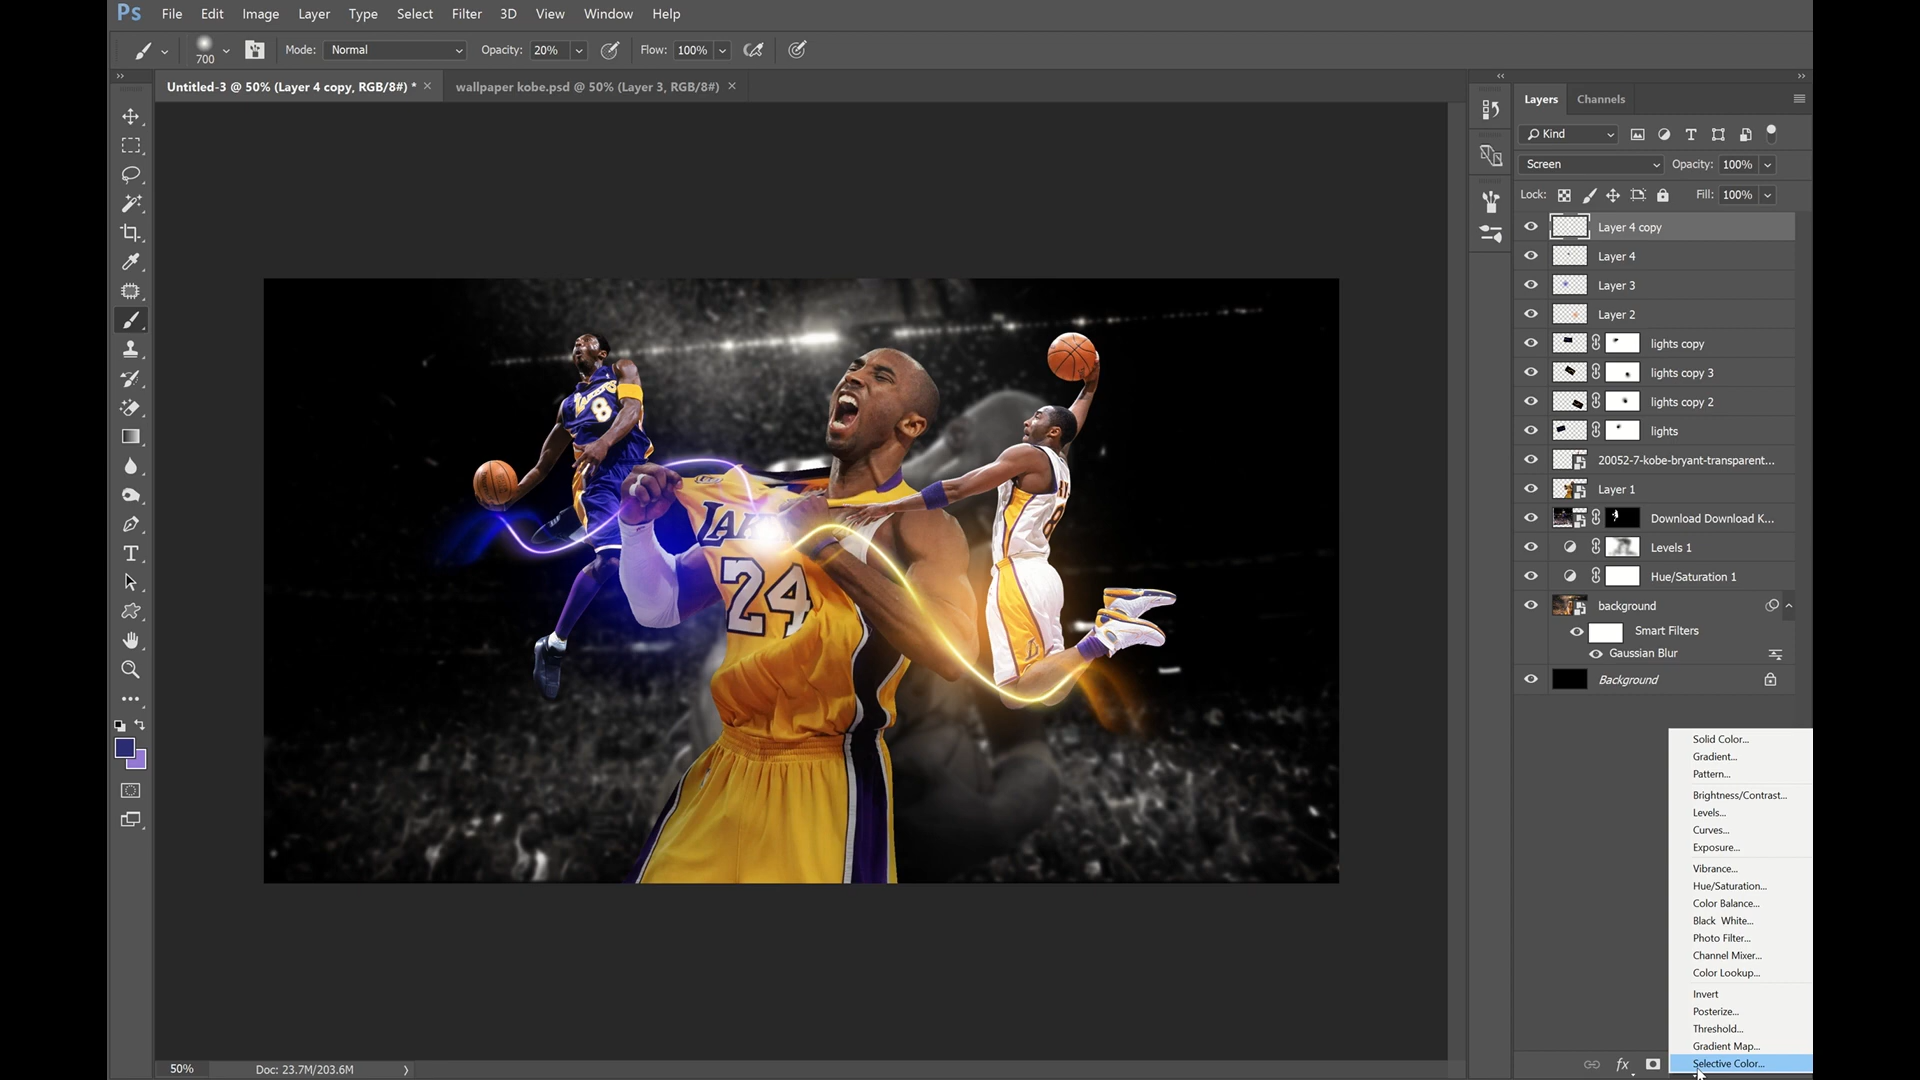 Ps File Edit Image Layer Type Select Filter 3D View Window Help
700 Mode: Normal Opacity: 20% Flow: 100%
Untitled-3 @ 50% (Layer 4 copy, RGB/8#) * × wallpaper kobe.psd @ 50% (Layer 3, RGB/8#) ×
Layers Channels
Kind
Screen Opacity: 100%
Lock: Fill: 100%
Layer 4 copy
Layer 4
Layer 3
Layer 2
lights copy
lights copy 3
lights copy 2
lights
20052-7-kobe-bryant-transparent...
Layer 1
Download Download K...
Levels 1
Hue/Saturation 1
background
Smart Filters
Gaussian Blur
Background
LAKERS
8
24
8
Solid Color...
Gradient...
Pattern...
Brightness/Contrast...
Levels...
Curves...
Exposure...
Vibrance...
Hue/Saturation...
Color Balance...
Black White...
Photo Filter...
Channel Mixer...
Color Lookup...
Invert
Posterize...
Threshold...
Gradient Map...
Selective Color...
fx
50% Doc: 23.7M/203.6M